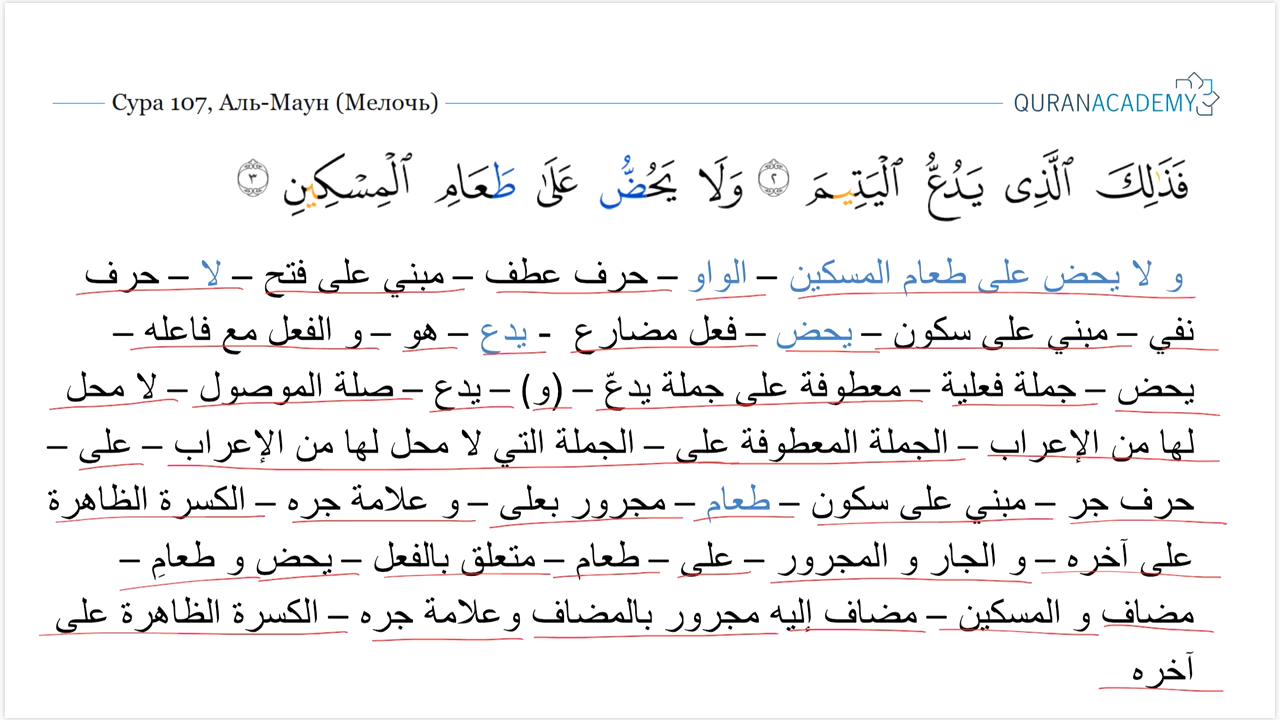 Сура 107, Аль-Маун (Мелочь)
QURANACADEMY
فَذَٰلِكَ ٱلَّذِى يَدُعُّ ٱلْيَتِيمَ ٢ وَلَا يَحُضُّ عَلَىٰ طَعَامِ ٱلْمِسْكِينِ ٣
و لا يحض على طعام المسكين – الواو – حرف عطف – مبني على فتح – لا – حرف
نفي – مبني على سكون – يحض – فعل مضارع - يدع – هو – و الفعل مع فاعله –
يحض – جملة فعلية – معطوفة على جملة يدعّ – (و) – يدع – صلة الموصول – لا محل
لها من الإعراب – الجملة المعطوفة على – الجملة التي لا محل لها من الإعراب – على –
حرف جر – مبني على سكون – طعام – مجرور بعلى – و علامة جره – الكسرة الظاهرة
على آخره – و الجار و المجرور – على – طعام – متعلق بالفعل – يحض و طعامِ –
مضاف و المسكين – مضاف إليه مجرور بالمضاف وعلامة جره – الكسرة الظاهرة على
آخره